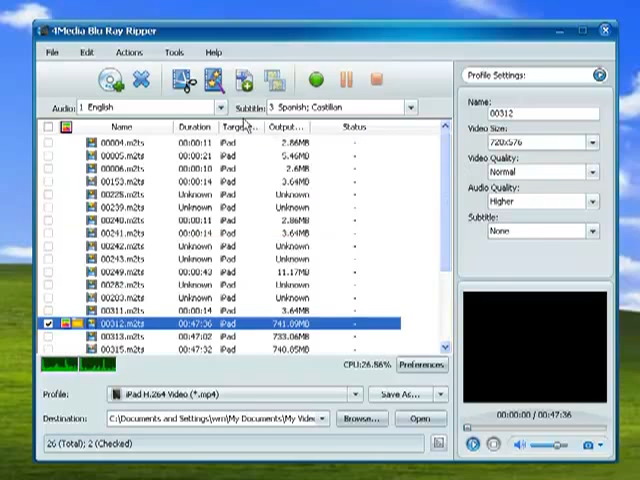 4Media Blu Ray Ripper
File Edit Actions Tools Help
Audio: 1 English Subtitle: 3 Spanish; Castilian
Name Duration Target... Output... Status
00004.m2ts 00:00:11 iPad 2.86MB -
00005.m2ts 00:00:21 iPad 5.46MB -
00006.m2ts 00:00:10 iPad 2.6MB -
00153.m2ts 00:00:14 iPad 3.64MB -
00228.m2ts Unknown iPad Unknown -
00239.m2ts Unknown iPad Unknown -
00240.m2ts 00:00:11 iPad 2.86MB -
00241.m2ts 00:00:14 iPad 3.64MB -
00242.m2ts Unknown iPad Unknown -
00243.m2ts Unknown iPad Unknown -
00249.m2ts 00:00:43 iPad 11.17MB -
00282.m2ts Unknown iPad Unknown -
Unknown iPad Unknown -
00311.m2ts 00:00:14 iPad 3.64MB -
00312.m2ts 00:47:36 iPad 741.89MB -
00313.m2ts 00:47:02 iPad 733.06MB -
00315.m2ts 00:47:32 iPad 740.85MB -
CPU:26.56% Preferences
Profile: iPad H.264 Video (*.mp4) Save As...
Destination: C:\Documents and Settings\wm\My Documents\My Video Browse... Open
26 (Total); 2 (Checked)
Profile Settings:
Name:
00312
Video Size:
720x576
Video Quality:
Normal
Audio Quality:
Higher
Subtitle:
None
00:00:00 / 00:47:36